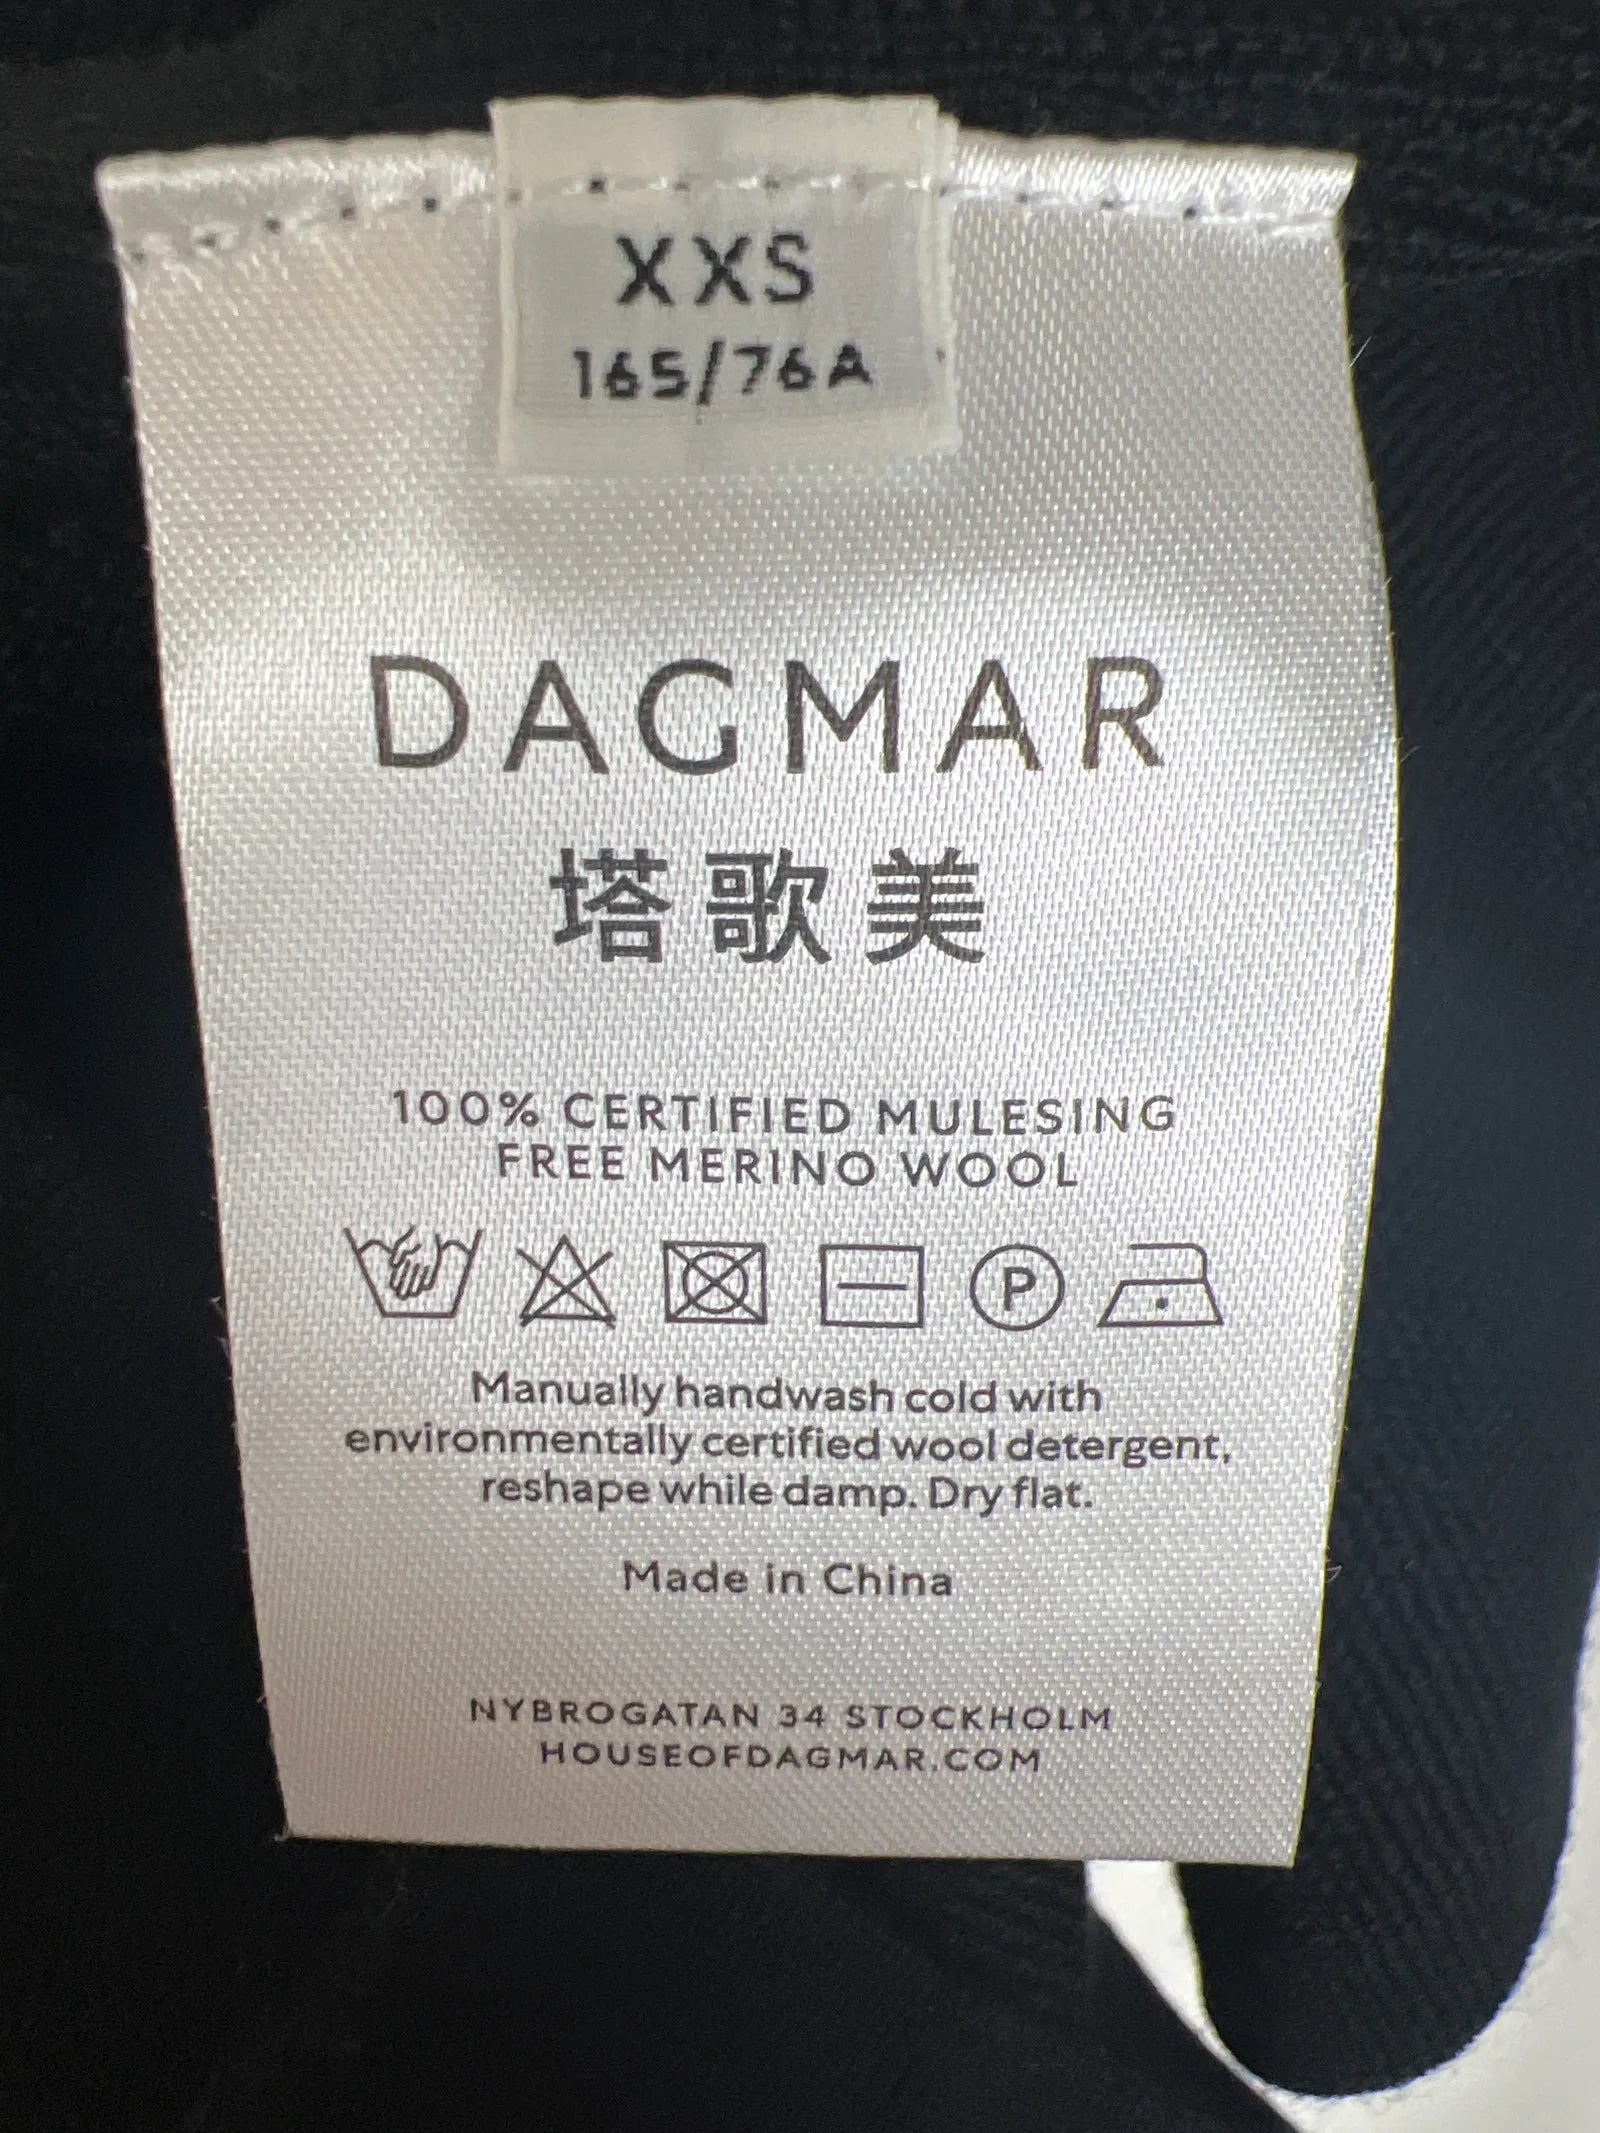 XXS
165/76A
DAGMAR
塔歌美
100% CERTIFIED MULESING
FREE MERINO WOOL
P
Manually handwash cold with
environmentally certified wool detergent,
reshape while damp. Dry flat.
Made in China
NYBROGATAN 34 STOCKHOLM
HOUSEOFDAGMAR.COM